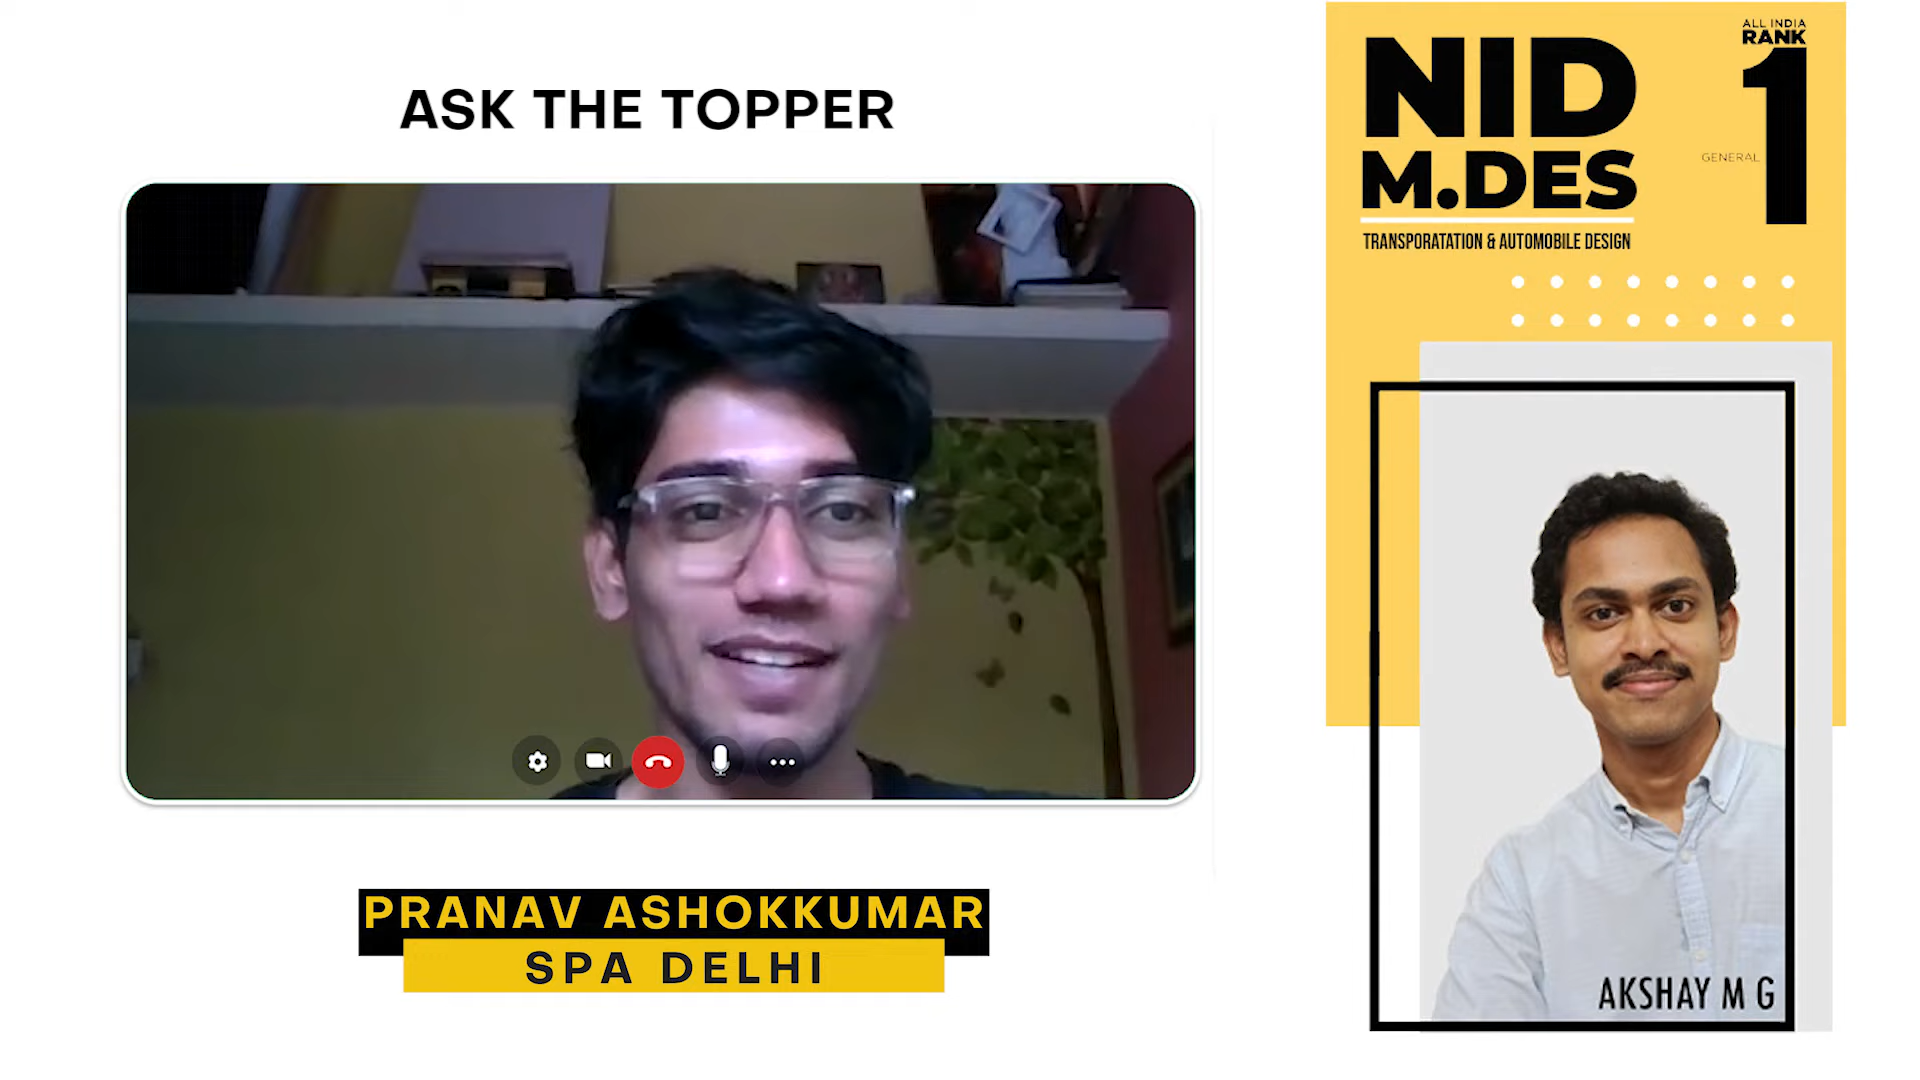 ASK THE TOPPER
PRANAV ASHOKKUMAR
SPA DELHI
NID
M.DES
TRANSPORATATION & AUTOMOBILE DESIGN
ALL INDIA
RANK
1
GENERAL
AKSHAY M G